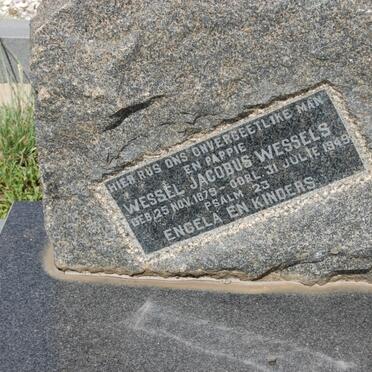 HIER RUS ONS ONVERGEETLIKE MAN
EN PAPPIE
WESSEL JACOBUS WESSELS
GEB. 25 NOV. 1879 - OORL. 31 JULIE 1949
PSALM 23
ENGELA EN KINDERS